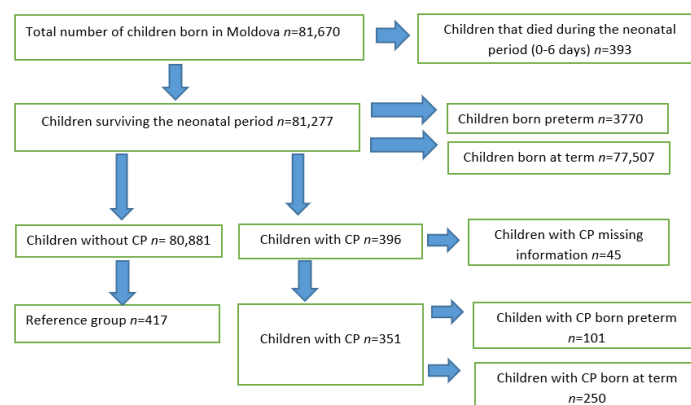 Total number of children born in Moldova n=81,670
Children that died during the neonatal
period (0-6 days) n=393
Children surviving the neonatal period n=81,277
Children born preterm n=3770
Children born at term n=77,507
Children without CP n= 80,881
Children with CP n=396
Children with CP missing
information n=45
Reference group n=417
Children with CP n=351
Childen with CP born preterm
n=101
Children with CP born at term
n=250